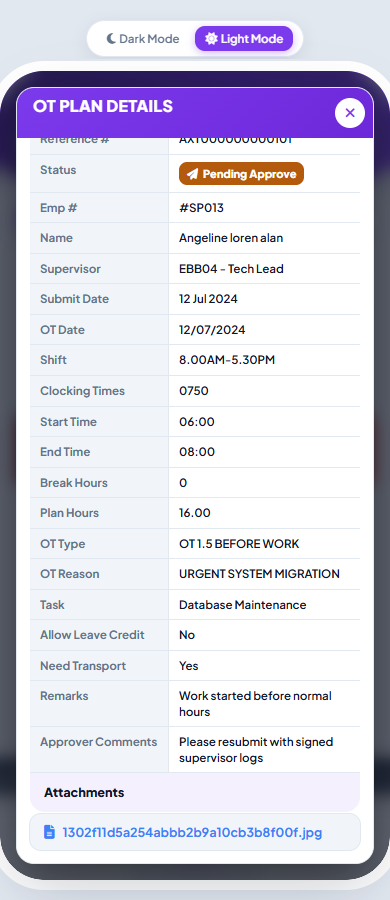 Dark Mode Light Mode
OT PLAN DETAILS
Reference # AXT000000000101
Status Pending Approve
Emp # #SP013
Name Angeline loren alan
Supervisor EBB04 - Tech Lead
Submit Date 12 Jul 2024
OT Date 12/07/2024
Shift 8.00AM-5.30PM
Clocking Times 0750
Start Time 06:00
End Time 08:00
Break Hours 0
Plan Hours 16.00
OT Type OT 1.5 BEFORE WORK
OT Reason URGENT SYSTEM MIGRATION
Task Database Maintenance
Allow Leave Credit No
Need Transport Yes
Remarks Work started before normal
hours
Approver Comments Please resubmit with signed
supervisor logs
Attachments
1302f11d5a254abbb2b9a10cb3b8f00f.jpg